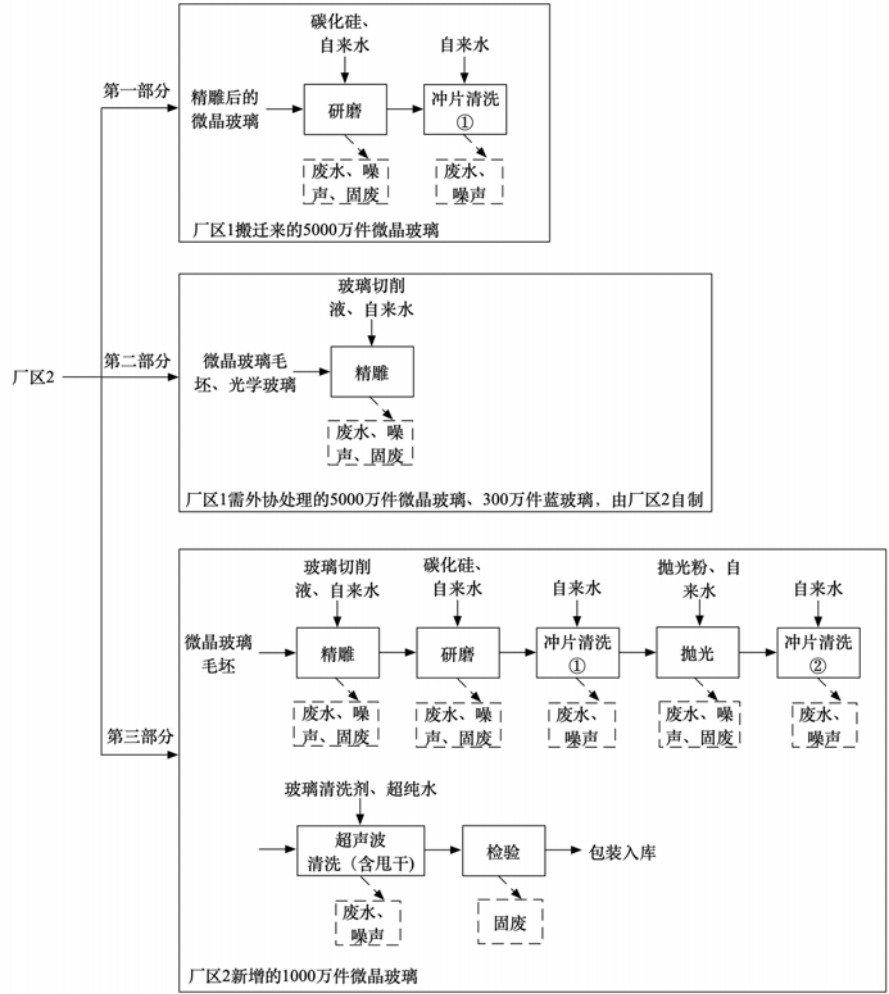 碳化硅、
自来水
自来水
第一部分
精雕后的
微晶玻璃
研磨
冲片清洗
①
废水、噪
声、固废
废水、
噪声
厂区1搬迁来的5000万件微晶玻璃
玻璃切削
液、自来水
厂区2
第二部分
微晶玻璃毛
坯、光学玻璃
精雕
废水、噪
声、固废
厂区1需外协处理的5000万件微晶玻璃、300万件蓝玻璃，由厂区2自制
第三部分
玻璃切削
液、自来水
碳化硅、
自来水
自来水
抛光粉、自
来水
自来水
微晶玻璃
毛坯
精雕
研磨
冲片清洗
①
抛光
冲片清洗
②
废水、噪
声、固废
废水、噪
声、固废
废水、
噪声
废水、噪
声、固废
废水、
噪声
玻璃清洗剂、超纯水
超声波
清洗（含甩干)
检验
包装入库
废水、
噪声
固废
厂区2新增的1000万件微晶玻璃